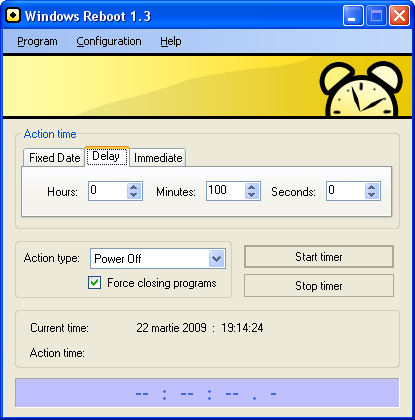 Windows Reboot 1.3
Program Configuration Help
Action time
Fixed Date Delay Immediate
Hours: 0 Minutes: 100 Seconds: 0
Action type: Power Off
Force closing programs
Start timer
Stop timer
Current time: 22 martie 2009 : 19:14:24
Action time:
-- : -- : -- . -